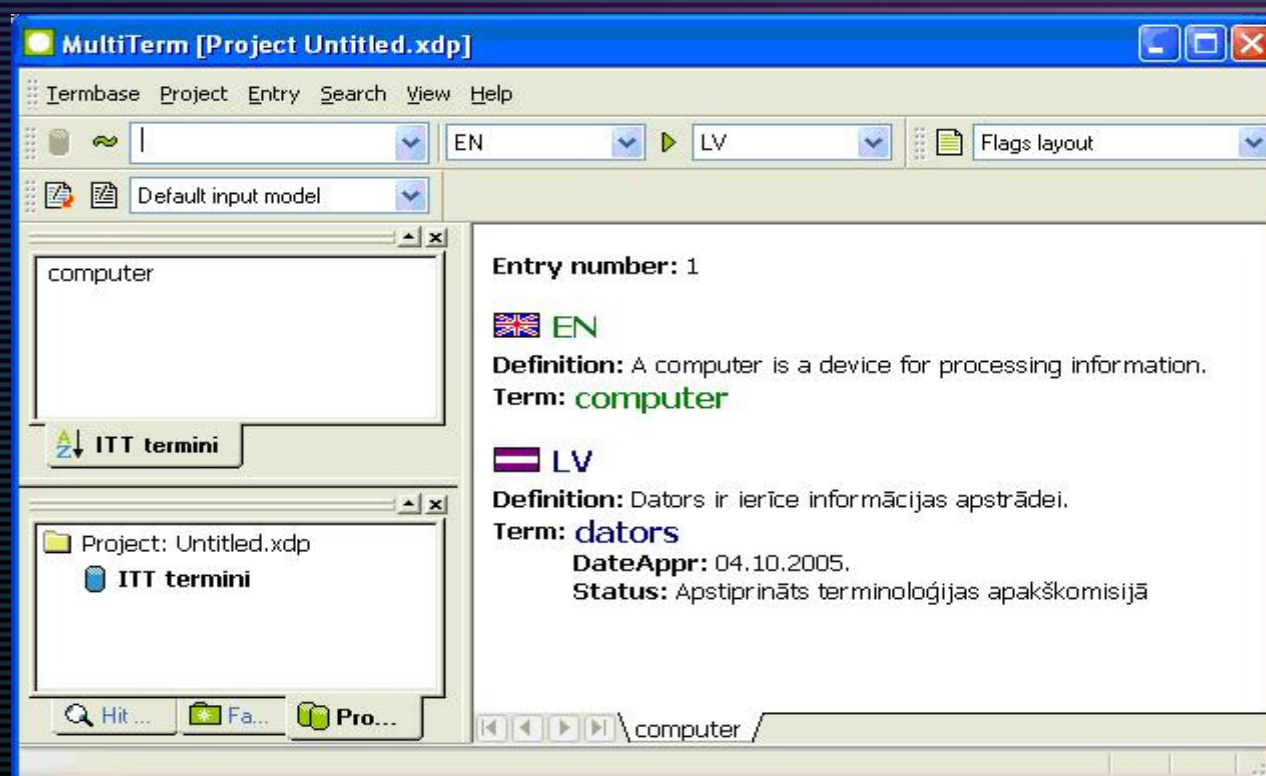 MultiTerm [Project Untitled.xdp]
Termbase Project Entry Search View Help
EN LV Flags layout
Default input model
computer
ITT termini
Project: Untitled.xdp
ITT termini
Hit ... Fa... Pro...
Entry number: 1
EN
Definition: A computer is a device for processing information.
Term: computer
LV
Definition: Dators ir ierīce informācijas apstrādei.
Term: dators
DateAppr: 04.10.2005.
Status: Apstiprināts terminoloģijas apakškomisijā
computer